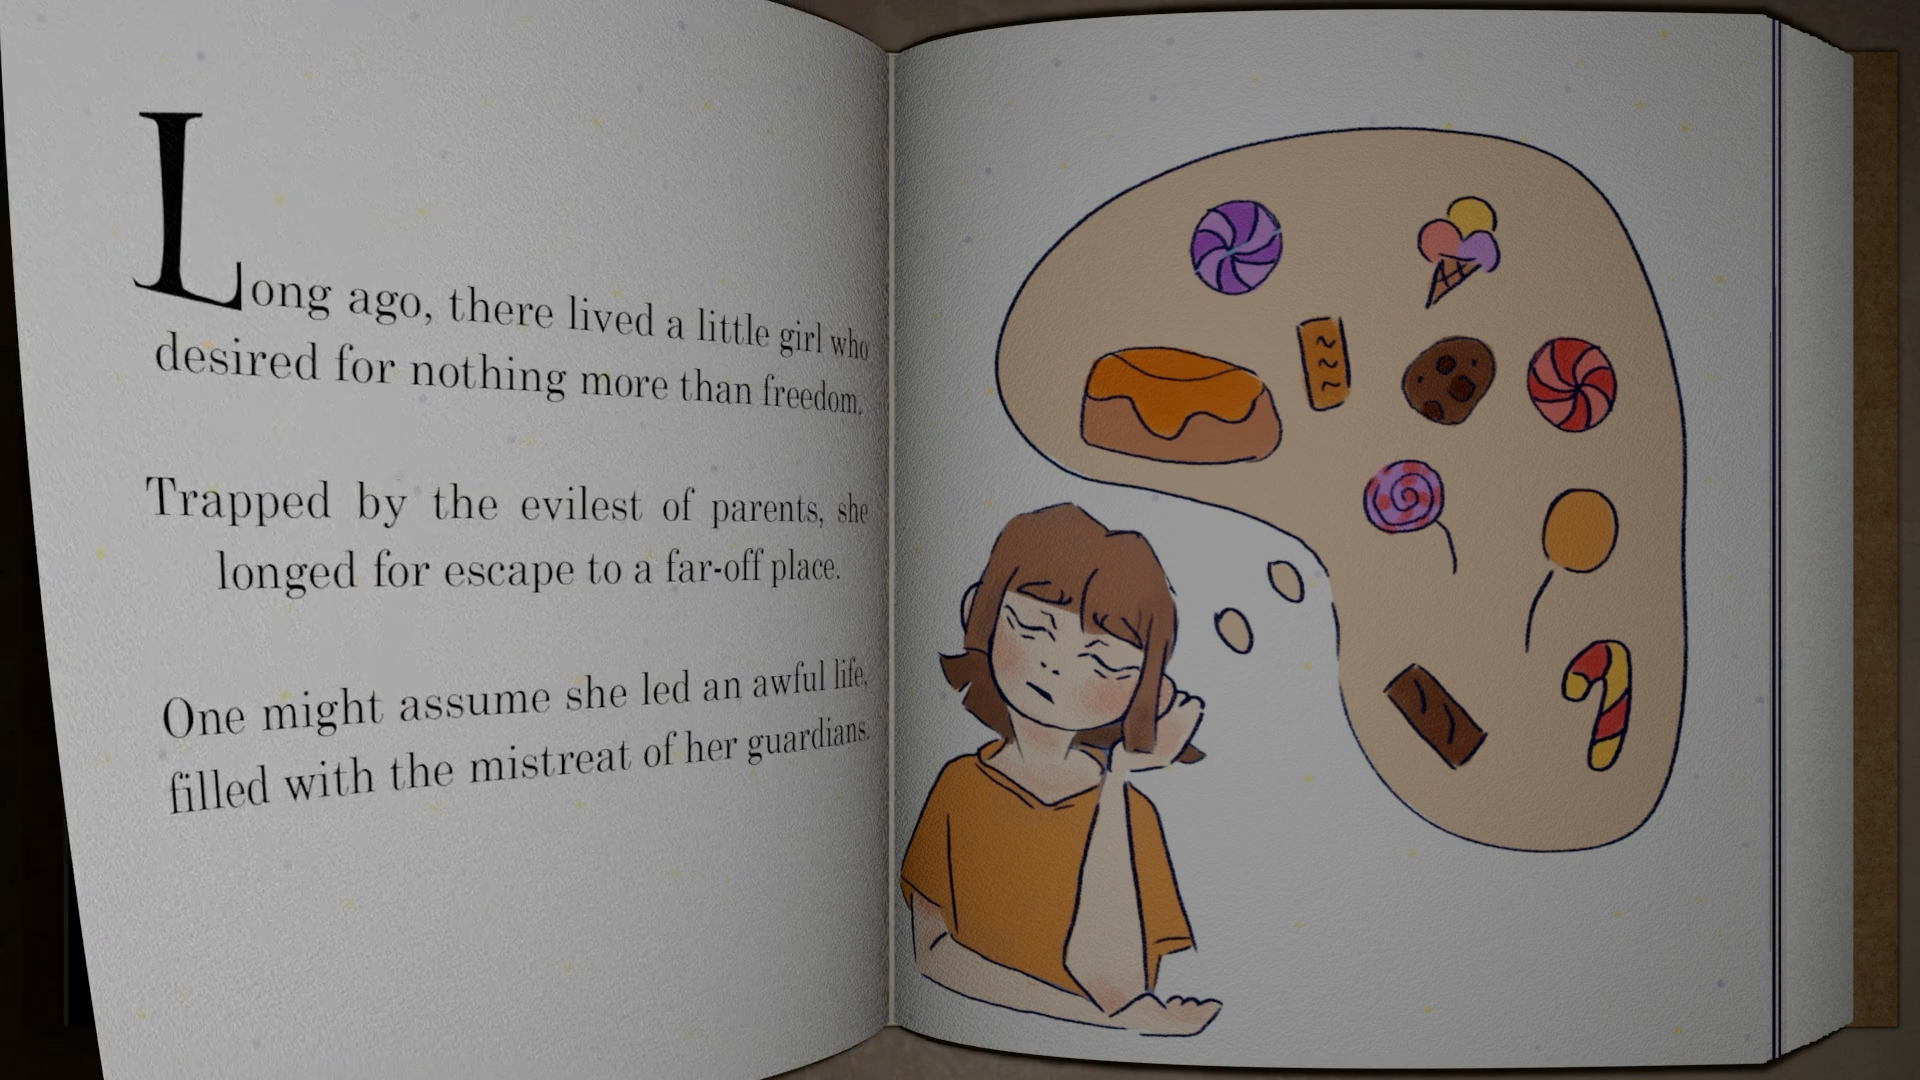 Long ago, there lived a little girl who
desired for nothing more than freedom.
Trapped by the evilest of parents, she
longed for escape to a far-off place.
One might assume she led an awful life,
filled with the mistreat of her guardians.